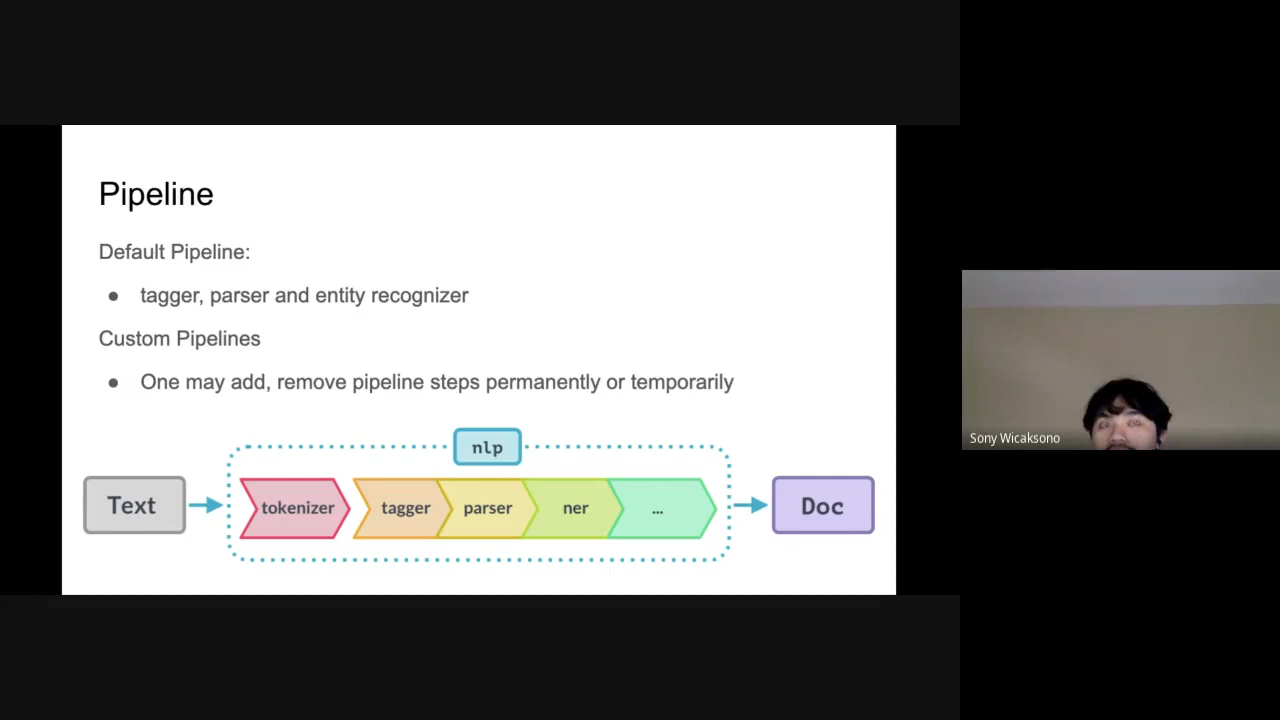 Pipeline
Default Pipeline:
● tagger, parser and entity recognizer
Custom Pipelines
● One may add, remove pipeline steps permanently or temporarily
nlp
Text
tokenizer
tagger
parser
ner
...
Doc
Sony Wicaksono